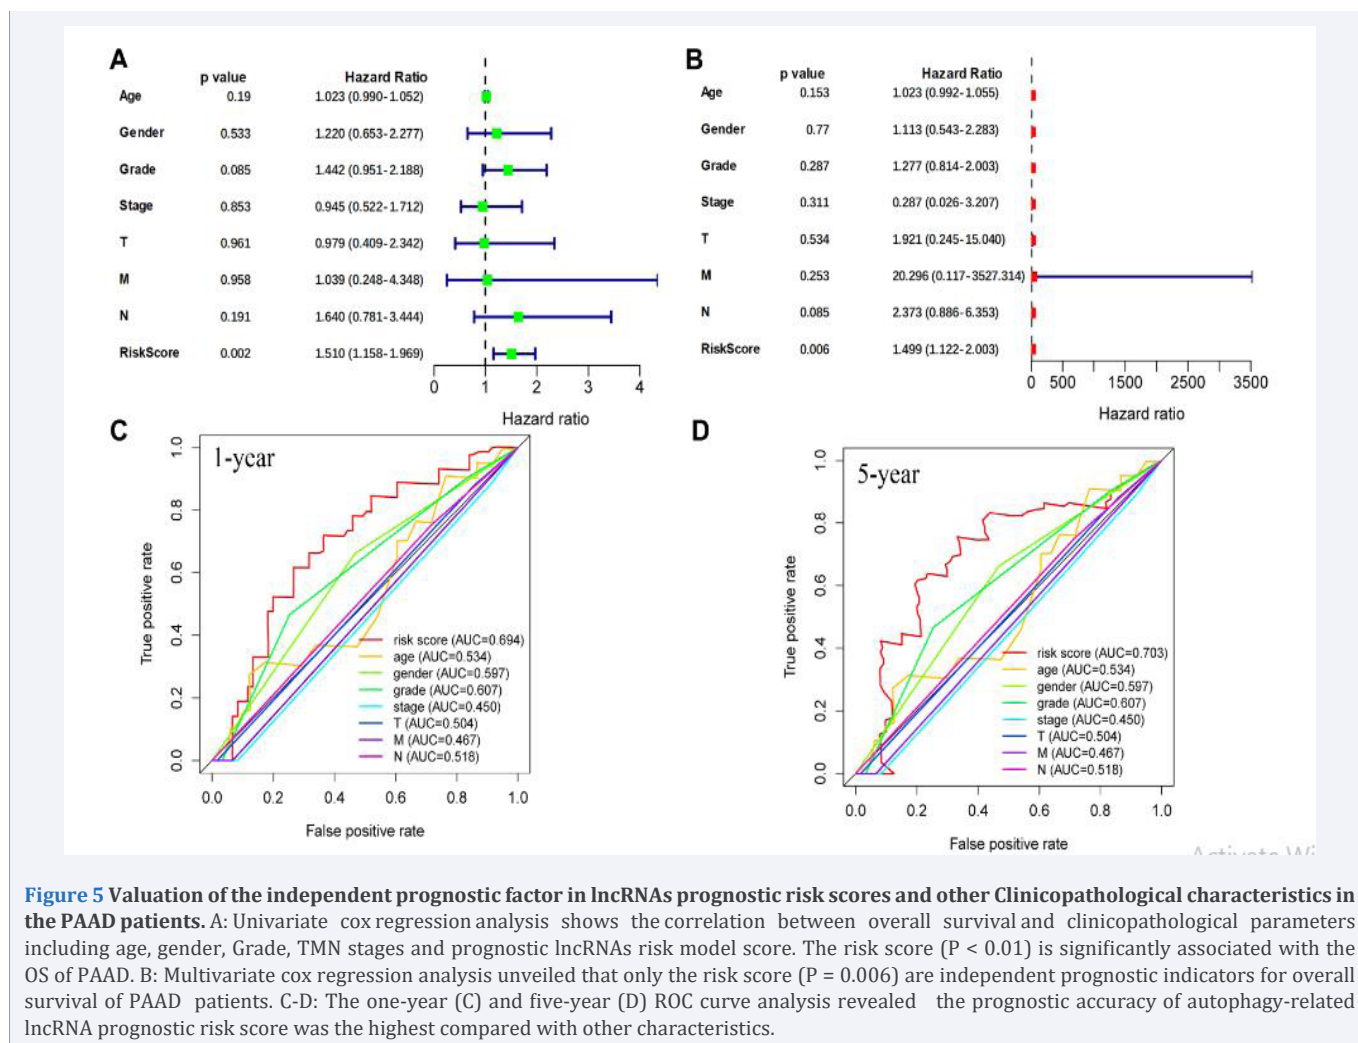 A
p value Hazard Ratio
Age 0.19 1.023 (0.990-1.052)
Gender 0.533 1.220 (0.653-2.277)
Grade 0.085 1.442 (0.951-2.188)
Stage 0.853 0.945 (0.522-1.712)
T 0.961 0.979 (0.409-2.342)
M 0.958 1.039 (0.248-4.348)
N 0.191 1.640 (0.781-3.444)
RiskScore 0.002 1.510 (1.158-1.969)
0 1 2 3 4
Hazard ratio
B
p value Hazard Ratio
Age 0.153 1.023 (0.992-1.055)
Gender 0.77 1.113 (0.543-2.283)
Grade 0.287 1.277 (0.814-2.003)
Stage 0.311 0.287 (0.026-3.207)
T 0.534 1.921 (0.245-15.040)
M 0.253 20.296 (0.117-3527.314)
N 0.085 2.373 (0.886-6.353)
RiskScore 0.006 1.499 (1.122-2.003)
0 500 1500 2500 3500
Hazard ratio
C
1-year
True positive rate
0.0 0.2 0.4 0.6 0.8 1.0
risk score (AUC=0.694)
age (AUC=0.534)
gender (AUC=0.597)
grade (AUC=0.607)
stage (AUC=0.450)
T (AUC=0.504)
M (AUC=0.467)
N (AUC=0.518)
0.0 0.2 0.4 0.6 0.8 1.0
False positive rate
D
5-year
True positive rate
0.0 0.2 0.4 0.6 0.8 1.0
risk score (AUC=0.703)
age (AUC=0.534)
gender (AUC=0.597)
grade (AUC=0.607)
stage (AUC=0.450)
T (AUC=0.504)
M (AUC=0.467)
N (AUC=0.518)
0.0 0.2 0.4 0.6 0.8 1.0
False positive rate
Figure 5 Valuation of the independent prognostic factor in lncRNAs prognostic risk scores and other Clinicopathological characteristics in
the PAAD patients. A: Univariate cox regression analysis shows the correlation between overall survival and clinicopathological parameters
including age, gender, Grade, TMN stages and prognostic lncRNAs risk model score. The risk score (P < 0.01) is significantly associated with the
OS of PAAD. B: Multivariate cox regression analysis unveiled that only the risk score (P = 0.006) are independent prognostic indicators for overall
survival of PAAD patients. C-D: The one-year (C) and five-year (D) ROC curve analysis revealed the prognostic accuracy of autophagy-related
lncRNA prognostic risk score was the highest compared with other characteristics.